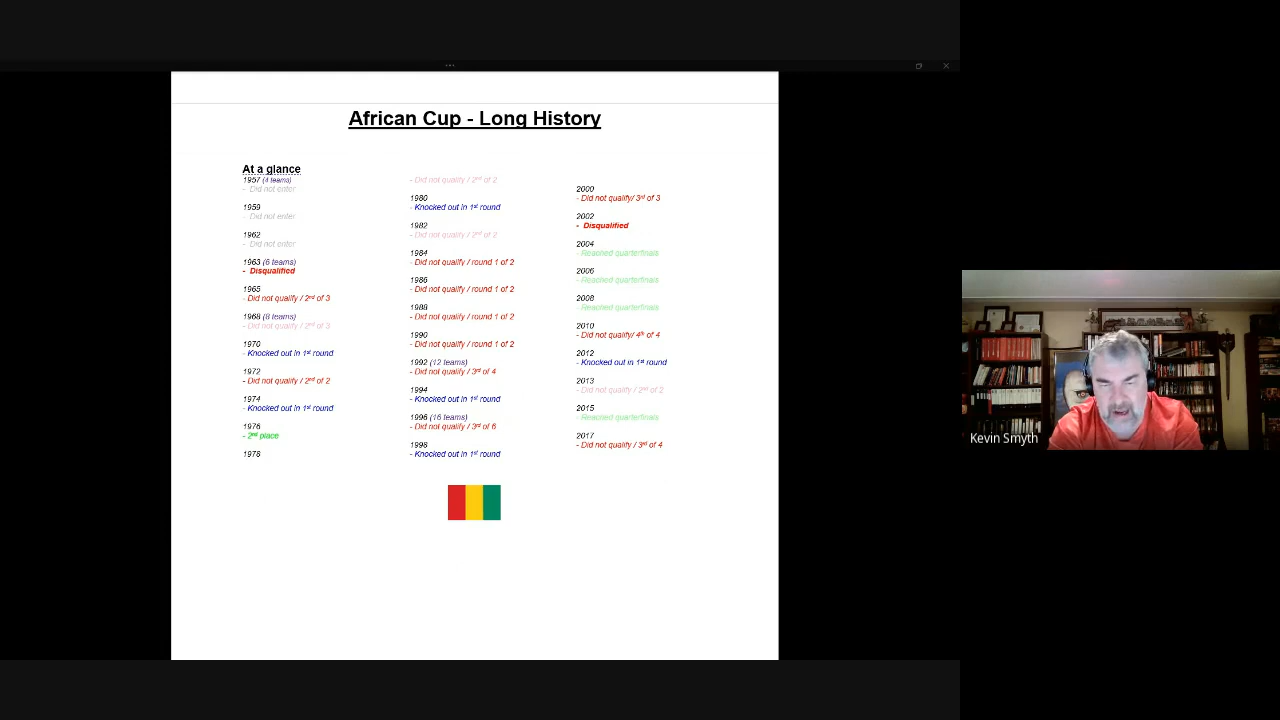 African Cup - Long History
At a glance
1957 (4 teams)
- Did not enter
1959
- Did not enter
1962
- Did not enter
1963 (6 teams)
- Disqualified
1965
- Did not qualify / 2nd of 3
1968 (8 teams)
- Did not qualify / 2nd of 3
1970
- Knocked out in 1st round
1972
- Did not qualify / 2nd of 2
1974
- Knocked out in 1st round
1976
- 2nd place
1978
- Did not qualify / 2nd of 2
1980
- Knocked out in 1st round
1982
- Did not qualify / 2nd of 2
1984
- Did not qualify / round 1 of 2
1986
- Did not qualify / round 1 of 2
1988
- Did not qualify / round 1 of 2
1990
- Did not qualify / round 1 of 2
1992 (12 teams)
- Did not qualify / 3rd of 4
1994
- Knocked out in 1st round
1996 (16 teams)
- Did not qualify / 3rd of 6
1998
- Knocked out in 1st round
2000
- Did not qualify/ 3rd of 3
2002
- Disqualified
2004
- Reached quarterfinals
2006
- Reached quarterfinals
2008
- Reached quarterfinals
2010
- Did not qualify/ 4th of 4
2012
- Knocked out in 1st round
2013
- Did not qualify / 2nd of 2
2015
- Reached quarterfinals
2017
- Did not qualify / 3rd of 4
Kevin Smyth